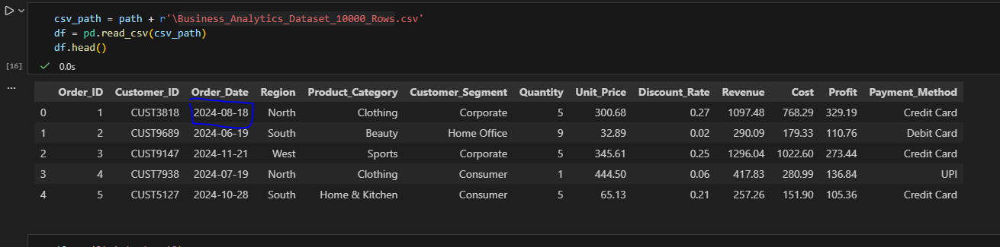 csv_path = path + r'\Business_Analytics_Dataset_10000_Rows.csv'
df = pd.read_csv(csv_path)
df.head()
[16] 0.0s
...
Order_ID Customer_ID Order_Date Region Product_Category Customer_Segment Quantity Unit_Price Discount_Rate Revenue Cost Profit Payment_Method
0 1 CUST3818 2024-08-18 North Clothing Corporate 5 300.68 0.27 1097.48 768.29 329.19 Credit Card
1 2 CUST9689 2024-06-19 South Beauty Home Office 9 32.89 0.02 290.09 179.33 110.76 Debit Card
2 3 CUST9147 2024-11-21 West Sports Corporate 5 345.61 0.25 1296.04 1022.60 273.44 Credit Card
3 4 CUST7938 2024-07-19 North Clothing Consumer 1 444.50 0.06 417.83 280.99 136.84 UPI
4 5 CUST5127 2024-10-28 South Home & Kitchen Consumer 5 65.13 0.21 257.26 151.90 105.36 Credit Card